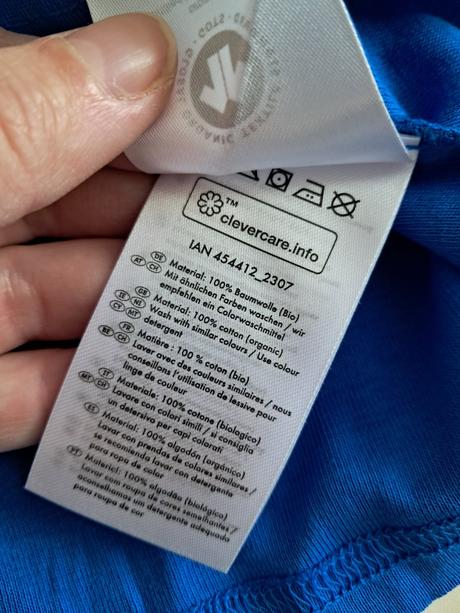 GLOBAL · GOTS · ORGANIC TEXTILE
TM
clevercare.info
IAN 454412_2307
DE AT CH
Material: 100% Baumwolle (Bio)
Mit ähnlichen Farben waschen / wir
empfehlen ein Colorwaschmittel
GB IE NI CY MT
Material: 100% cotton (organic)
Wash with similar colours / Use colour
detergent
FR BE CH
Matière : 100 % coton (bio)
Laver avec des couleurs similaires / nous
conseillons l'utilisation de lessive pour
linge de couleur
IT MT CH
Materiale: 100% cotone (biologico)
Lavare con colori simili / si consiglia
un detersivo per capi colorati
ES
Material: 100% algodón (orgánico)
Lavar con prendas de colores similares /
se recomienda lavar con detergente
para ropa de color
PT
Material: 100% algodão (biológico)
Lavar com roupa de cores semelhantes /
aconselhamos um detergente adequado
para roupa de cor